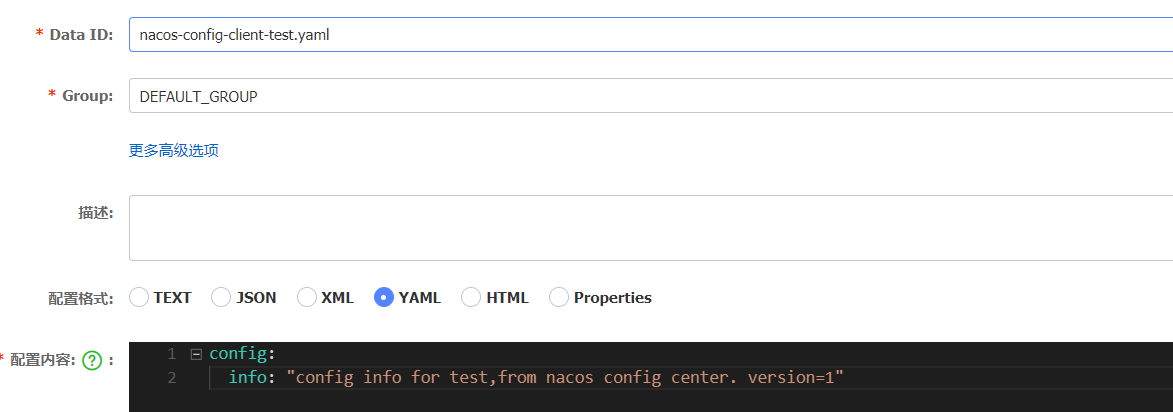 * Data ID: nacos-config-client-test.yaml
* Group: DEFAULT_GROUP
更多高级选项
描述:
配置格式: TEXT JSON XML YAML HTML Properties
* 配置内容: ? : 1 config:
2 info: "config info for test,from nacos config center. version=1"